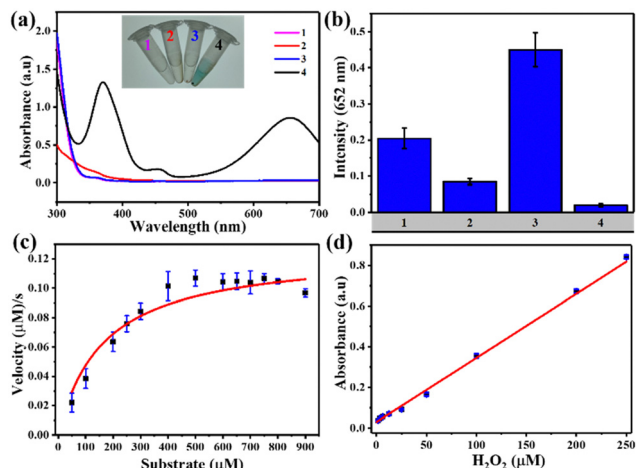 (a)
1 2 3 4
1
2
3
4
Absorbance (a.u)
2.0
1.5
1.0
0.5
0.0
300 400 500 600 700
Wavelength (nm)
(b)
Intensity (652 nm)
0.6
0.5
0.4
0.3
0.2
0.1
0.0
1 2 3 4
(c)
Velocity (μM)/s
0.12
0.10
0.08
0.06
0.04
0.02
0.00
0 100 200 300 400 500 600 700 800 900
Substrate (μM)
(d)
Absorbance (a.u)
0.8
0.6
0.4
0.2
0.0
0 50 100 150 200 250
H₂O₂ (μM)